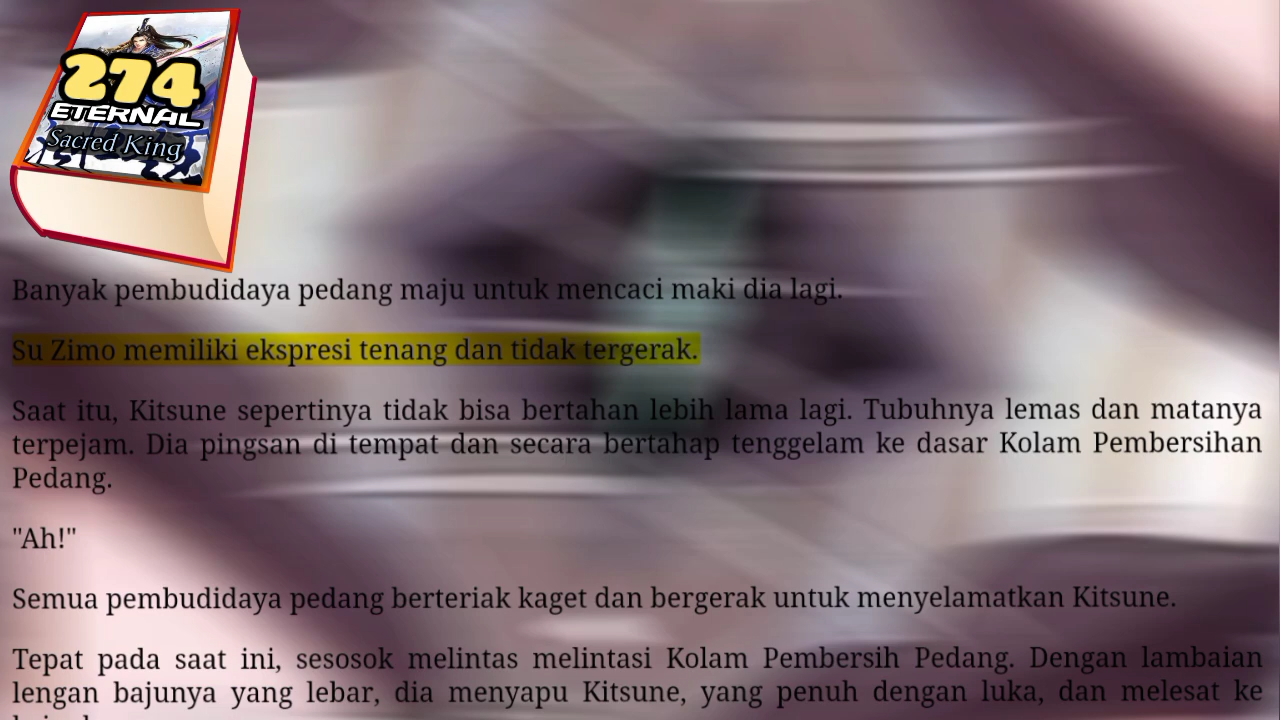 274
ETERNAL
Sacred King
Banyak pembudidaya pedang maju untuk mencaci maki dia lagi.
Su Zimo memiliki ekspresi tenang dan tidak tergerak.
Saat itu, Kitsune sepertinya tidak bisa bertahan lebih lama lagi. Tubuhnya lemas dan matanya
terpejam. Dia pingsan di tempat dan secara bertahap tenggelam ke dasar Kolam Pembersihan
Pedang.
"Ah!"
Semua pembudidaya pedang berteriak kaget dan bergerak untuk menyelamatkan Kitsune.
Tepat pada saat ini, sesosok melintas melintasi Kolam Pembersih Pedang. Dengan lambaian
lengan bajunya yang lebar, dia menyapu Kitsune, yang penuh dengan luka, dan melesat ke